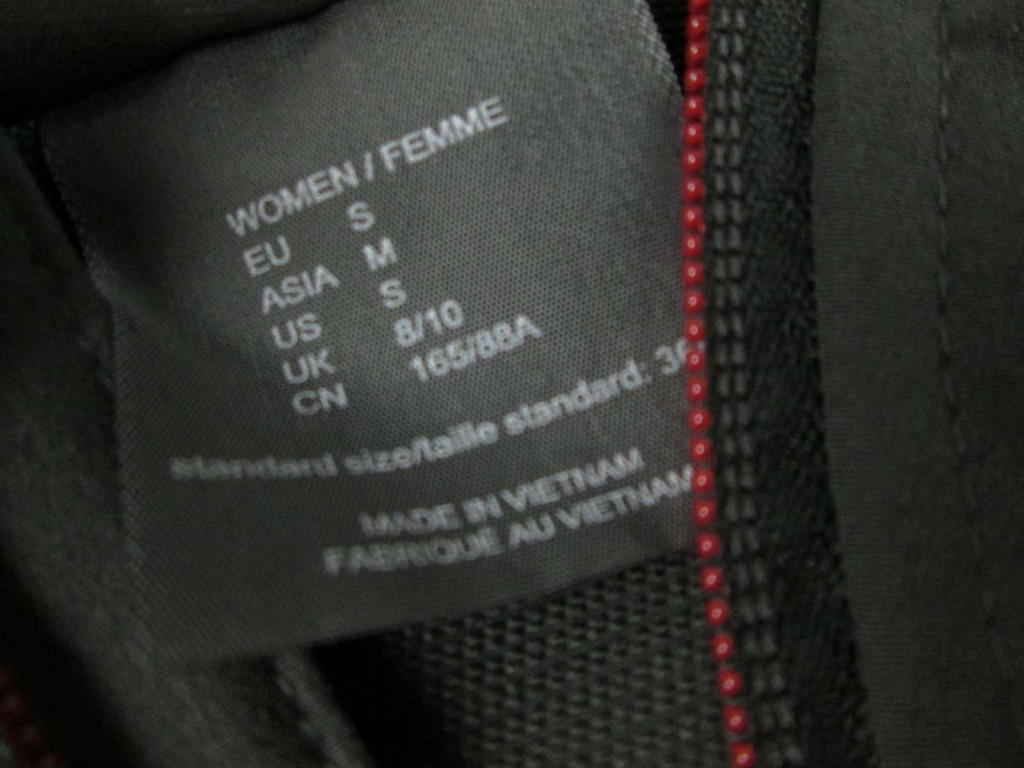 WOMEN / FEMME
EU S
ASIA M
US S
UK 8/10
CN 165/88A
Standard size/taille standard: 36
MADE IN VIETNAM
FABRIQUÉ AU VIETNAM